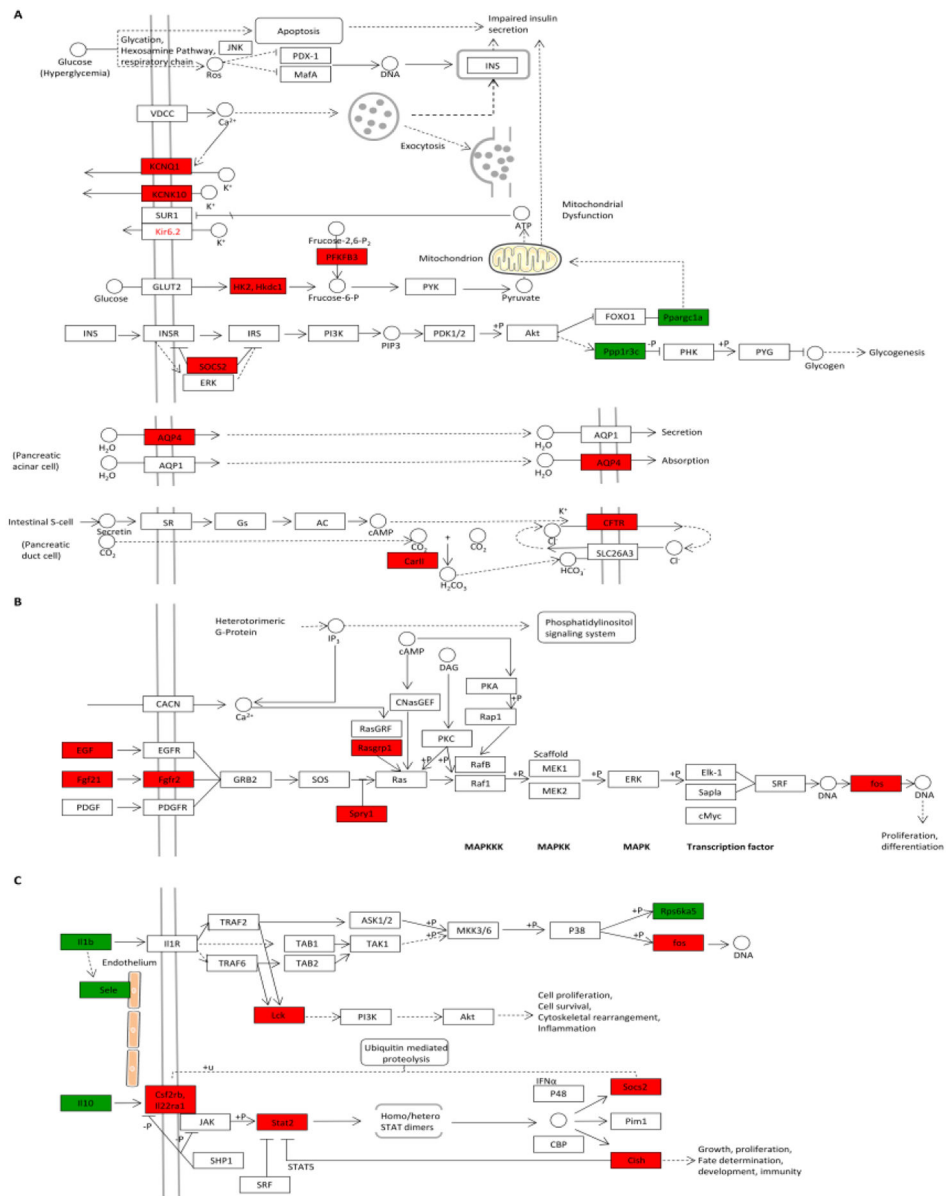 A
Glucose
(Hyperglycemia)
Glycation,
Hexosamine Pathway,
respiratory chain
JNK
Ros
Apoptosis
PDX-1
MafA
DNA
Impaired insulin
secretion
INS
VDCC
Ca2+
Exocytosis
KCNQ1
K+
KCNK10
K+
SUR1
Kir6.2
K+
ATP
Mitochondrial
Dysfunction
Mitochondrion
Frucose-2,6-P2
PFKFB3
Glucose
GLUT2
HK2, Hkdc1
Frucose-6-P
PYK
Pyruvate
INS
INSR
IRS
PI3K
PIP3
PDK1/2
+P
Akt
FOXO1
Ppargc1a
Ppp1r3c
-P
PHK
+P
PYG
Glycogen
Glycogenesis
SOCS2
ERK
(Pancreatic
acinar cell)
H2O
AQP4
H2O
AQP1
Secretion
H2O
AQP1
H2O
AQP4
Absorption
Intestinal S-cell
Secretin
SR
Gs
AC
cAMP
K+
Cl-
CFTR
(Pancreatic
duct cell)
CO2
CO2
+
CO2
CarII
H2CO3
HCO3-
SLC26A3
Cl-
B
Heterotorimeric
G-Protein
IP3
Phosphatidylinositol
signaling system
cAMP
DAG
PKA
+P
CNasGEF
Rap1
CACN
Ca2+
RasGRF
Rasgrp1
PKC
+P
+P
RafB
Raf1
Scaffold
MEK1
MEK2
EGF
EGFR
Fgf21
Fgfr2
GRB2
SOS
Ras
+P
+P
ERK
+P
Elk-1
Sapla
cMyc
SRF
DNA
fos
DNA
PDGF
PDGFR
Spry1
Proliferation,
differentiation
MAPKKK
MAPKK
MAPK
Transcription factor
C
Il1b
Il1R
TRAF2
ASK1/2
+P
TAB1
TAK1
+P
TRAF6
TAB2
MKK3/6
+P
P38
+P
Rps6ka5
+P
fos
DNA
Endothelium
Sele
Lck
PI3K
Akt
Cell proliferation,
Cell survival,
Cytoskeletal rearrangement,
Inflammation
Ubiquitin mediated
proteolysis
+u
Il10
Csf2rb,
Il22ra1
JAK
+P
Stat2
Homo/hetero
STAT dimers
IFNα
P48
CBP
Socs2
Pim1
Cish
-P
-P
SHP1
SRF
STAT5
Growth, proliferation,
Fate determination,
development, immunity